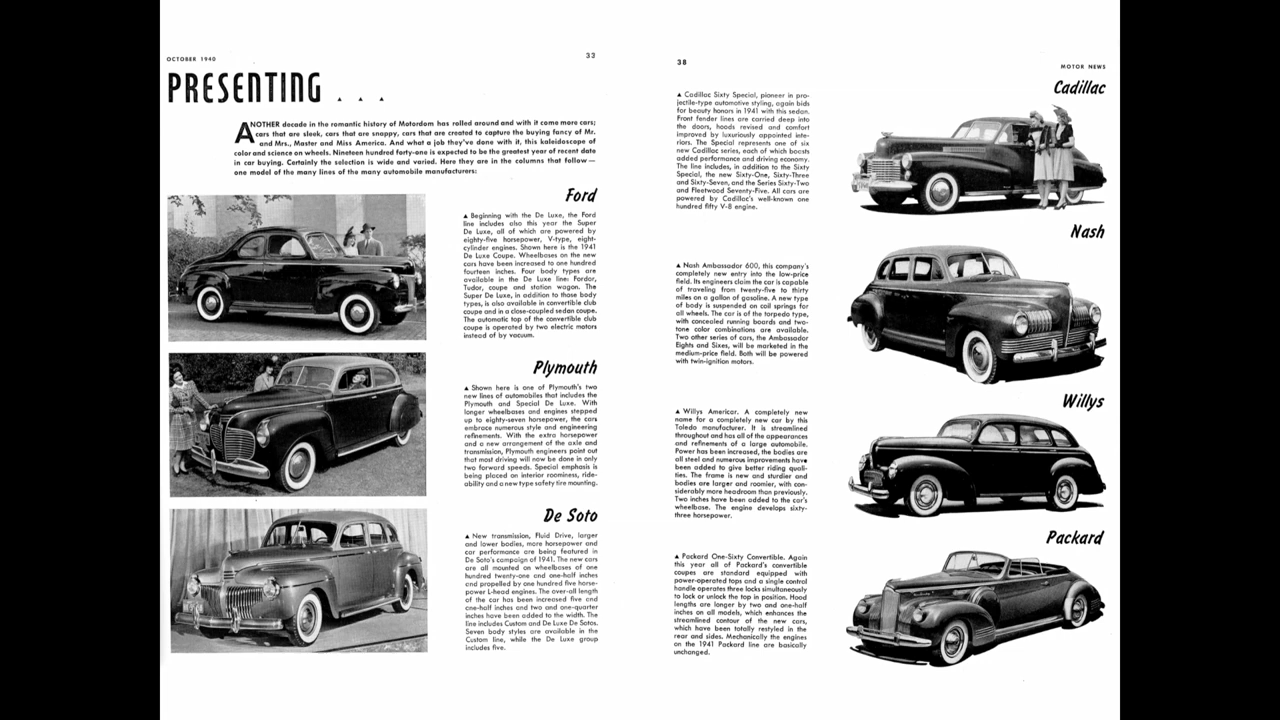 OCTOBER 1940
33
PRESENTING . . .
ANOTHER decade in the romantic history of Motordom has rolled around and with it come more cars;
cars that are sleek, cars that are snappy, cars that are created to capture the buying fancy of Mr.
and Mrs., Master and Miss America. And what a job they've done with it, this kaleidoscope of
color and science on wheels. Nineteen hundred forty-one is expected to be the greatest year of recent date
in car buying. Certainly the selection is wide and varied. Here they are in the columns that follow—
one model of the many lines of the many automobile manufacturers:
Ford
▲ Beginning with the De Luxe, the Ford
line includes also this year the Super
De Luxe, all of which are powered by
eighty-five horsepower, V-type, eight-
cylinder engines. Shown here is the 1941
De Luxe Coupe. Wheelbases on the new
cars have been increased to one hundred
fourteen inches. Four body types are
available in the De Luxe line: Fordor,
Tudor, coupe and station wagon. The
Super De Luxe, in addition to those body
types, is also available in convertible club
coupe and in a close-coupled sedan coupe.
The automatic top of the convertible club
coupe is operated by two electric motors
instead of by vacuum.
Plymouth
▲ Shown here is one of Plymouth's two
new lines of automobiles that includes the
Plymouth and Special De Luxe. With
longer wheelbases and engines stepped
up to eighty-seven horsepower, the cars
embrace numerous style and engineering
refinements. With the extra horsepower
and a new arrangement of the axle and
transmission, Plymouth engineers point out
that most driving will now be done in only
two forward speeds. Special emphasis is
being placed on interior roominess, ride-
ability and a new type safety tire mounting.
De Soto
▲ New transmission, Fluid Drive, larger
and lower bodies, more horsepower and
car performance are being featured in
De Soto's campaign of 1941. The new cars
are all mounted on wheelbases of one
hundred twenty-one and one-half inches
and propelled by one hundred five horse-
power L-head engines. The over-all length
of the car has been increased five and
one-half inches and two and one-quarter
inches have been added to the width. The
line includes Custom and De Luxe De Sotos.
Seven body styles are available in the
Custom line, while the De Luxe group
includes five.
38
MOTOR NEWS
Cadillac
▲ Cadillac Sixty Special, pioneer in pro-
jectile-type automotive styling, again bids
for beauty honors in 1941 with this sedan.
Front fender lines are carried deep into
the doors, hoods revised and comfort
improved by luxuriously appointed inte-
riors. The Special represents one of six
new Cadillac series, each of which boasts
added performance and driving economy.
The line includes, in addition to the Sixty
Special, the new Sixty-One, Sixty-Three
and Sixty-Seven, and the Series Sixty-Two
and Fleetwood Seventy-Five. All cars are
powered by Cadillac's well-known one
hundred fifty V-8 engine.
Nash
▲ Nash Ambassador 600, this company's
completely new entry into the low-price
field. Its engineers claim the car is capable
of traveling from twenty-five to thirty
miles on a gallon of gasoline. A new type
of body is suspended on coil springs for
all wheels. The car is of the torpedo type,
with concealed running boards and two-
tone color combinations are available.
Two other series of cars, the Ambassador
Eights and Sixes, will be marketed in the
medium-price field. Both will be powered
with twin-ignition motors.
Willys
▲ Willys Americar. A completely new
name for a completely new car by this
Toledo manufacturer. It is streamlined
throughout and has all of the appearances
and refinements of a large automobile.
Power has been increased, the bodies are
all steel and numerous improvements have
been added to give better riding quali-
ties. The frame is new and sturdier and
bodies are larger and roomier, with con-
siderably more headroom than previously.
Two inches have been added to the car's
wheelbase. The engine develops sixty-
three horsepower.
Packard
▲ Packard One-Sixty Convertible. Again
this year all of Packard's convertible
coupes are standard equipped with
power-operated tops and a single control
handle operates three locks simultaneously
to lock or unlock the top in position. Hood
lengths are longer by two and one-half
inches on all models, which enhances the
streamlined contour of the new cars,
which have been totally restyled in the
rear and sides. Mechanically the engines
on the 1941 Packard line are basically
unchanged.